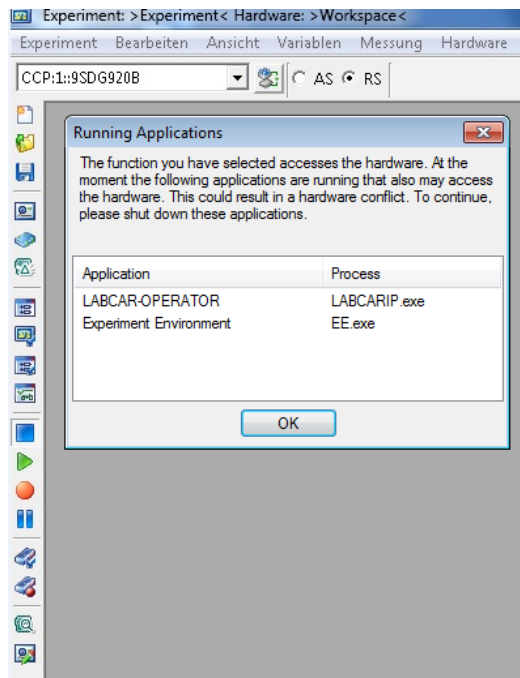 Experiment: >Experiment< Hardware: >Workspace<
Experiment Bearbeiten Ansicht Variablen Messung Hardware
CCP:1::9SDG920B AS RS
Running Applications
The function you have selected accesses the hardware. At the
moment the following applications are running that also may access
the hardware. This could result in a hardware conflict. To continue,
please shut down these applications.
Application Process
LABCAR-OPERATOR LABCARIP.exe
Experiment Environment EE.exe
OK